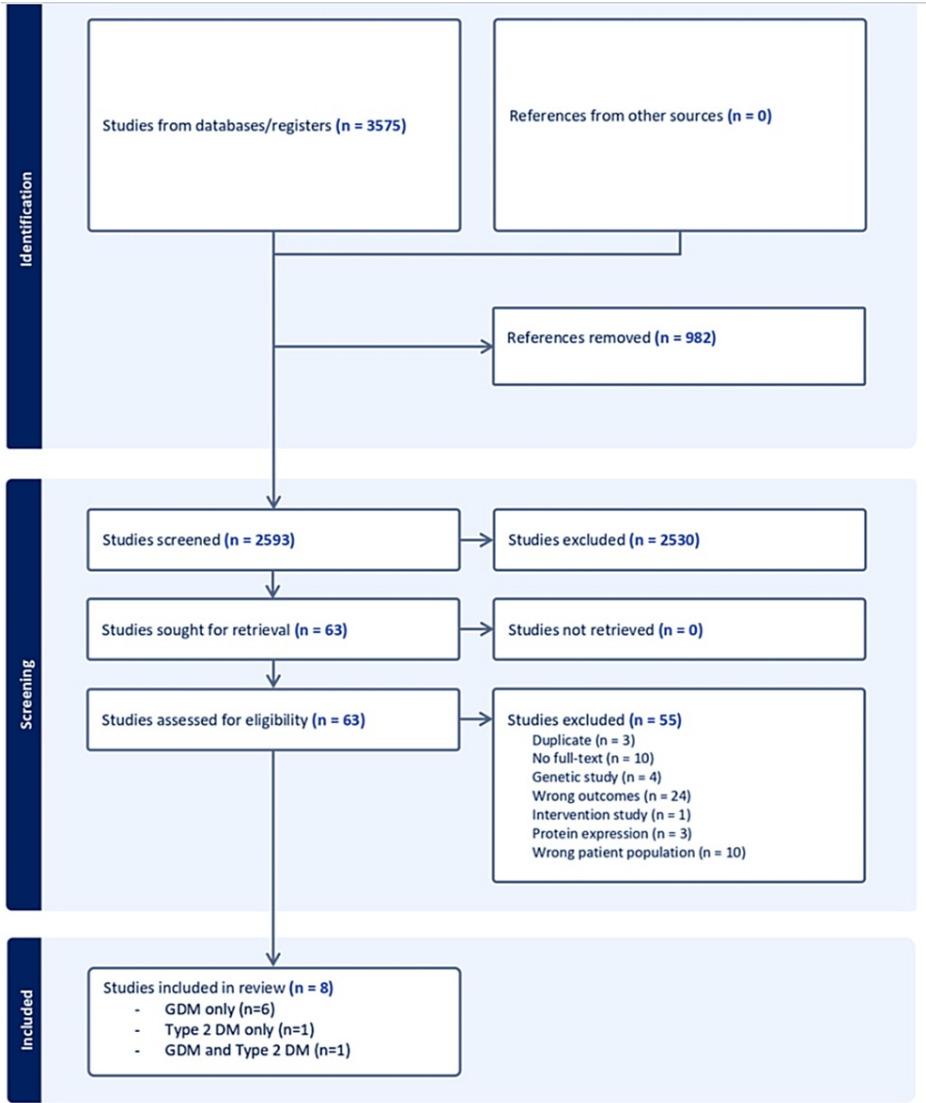 Identification
Studies from databases/registers (n = 3575)
References from other sources (n = 0)
References removed (n = 982)
Screening
Studies screened (n = 2593)
Studies excluded (n = 2530)
Studies sought for retrieval (n = 63)
Studies not retrieved (n = 0)
Studies assessed for eligibility (n = 63)
Studies excluded (n = 55)
Duplicate (n = 3)
No full-text (n = 10)
Genetic study (n = 4)
Wrong outcomes (n = 24)
Intervention study (n = 1)
Protein expression (n = 3)
Wrong patient population (n = 10)
Included
Studies included in review (n = 8)
- GDM only (n=6)
- Type 2 DM only (n=1)
- GDM and Type 2 DM (n=1)